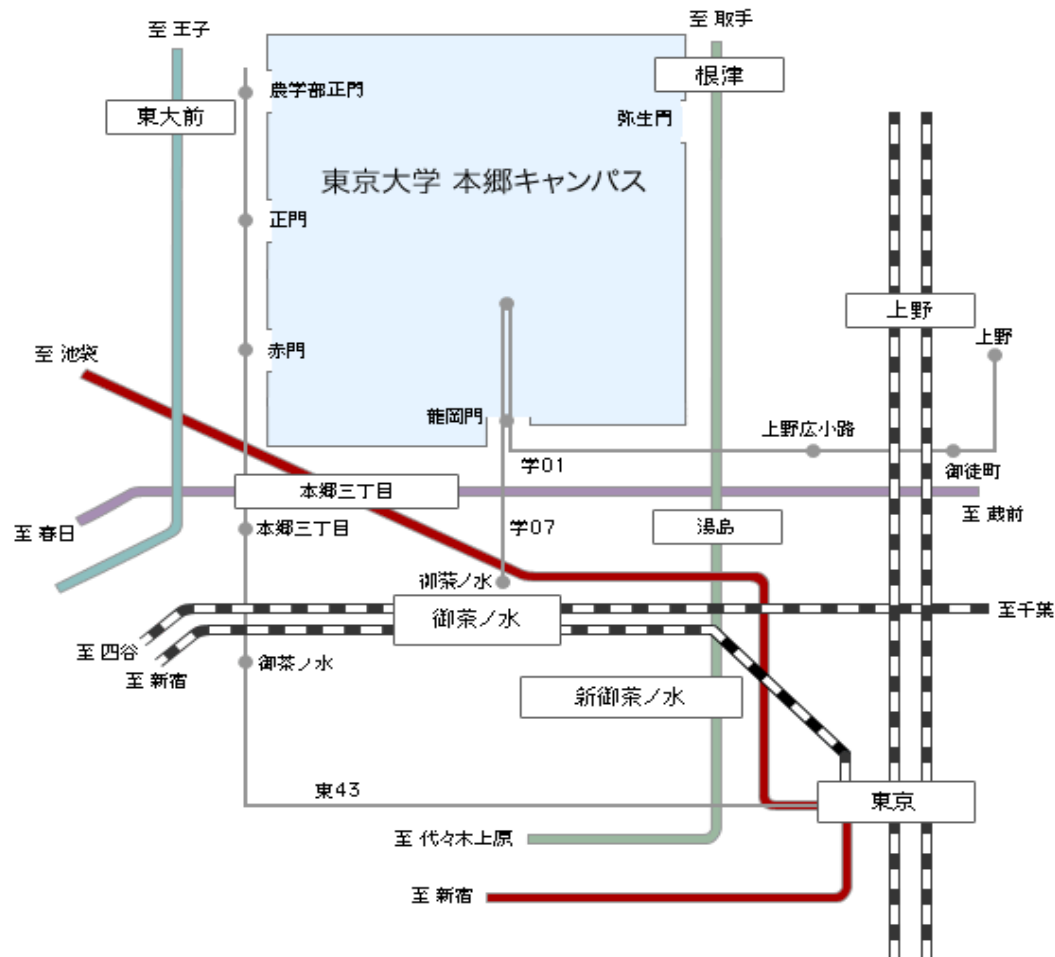 至 王子
至 取手
東大前
農学部正門
根津
弥生門
東京大学 本郷キャンパス
正門
上野
上野
至 池袋
赤門
龍岡門
上野広小路
御徒町
学01
本郷三丁目
至 蔵前
至 春日
本郷三丁目
学07
湯島
御茶ノ水
御茶ノ水
至千葉
至 四谷
至 新宿
御茶ノ水
新御茶ノ水
東43
東京
至 代々木上原
至 新宿